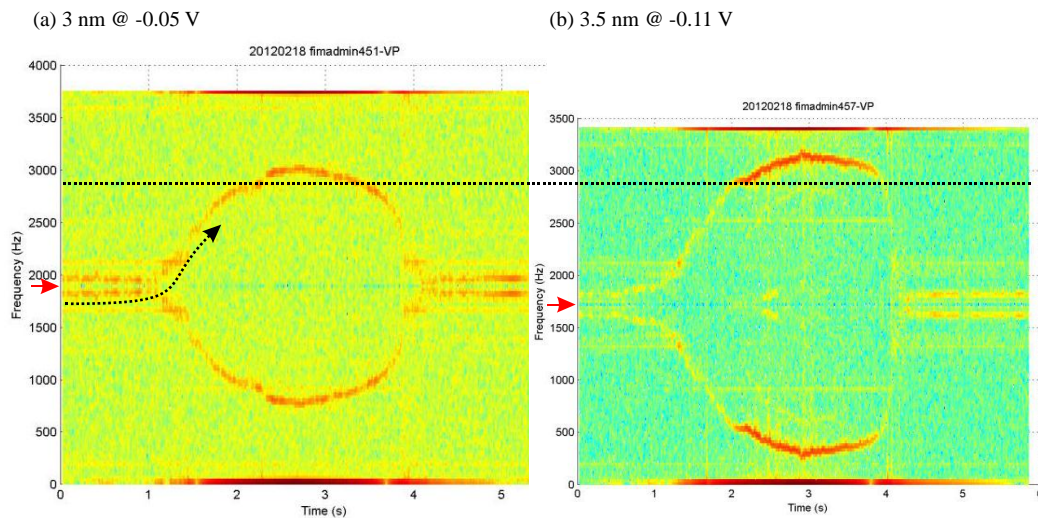 (a) 3 nm @ -0.05 V
(b) 3.5 nm @ -0.11 V
20120218 fimadmin451-VP
4000
3500
3000
2500
2000
1500
1000
500
0
Frequency (Hz)
0 1 2 3 4 5
Time (s)
20120218 fimadmin457-VP
3500
3000
2500
2000
1500
1000
500
0
Frequency (Hz)
0 1 2 3 4 5 6
Time (s)